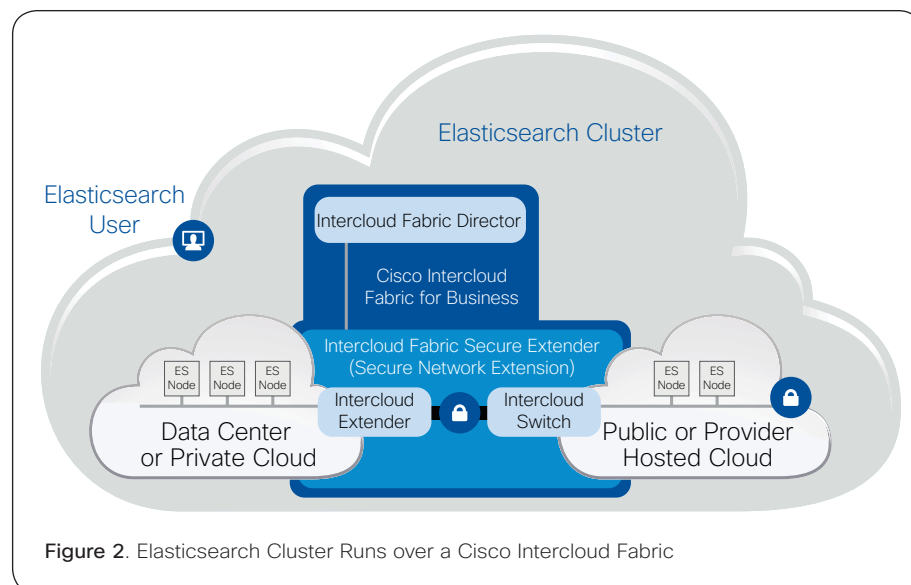 Elasticsearch Cluster
Elasticsearch
User
Intercloud Fabric Director
Cisco Intercloud
Fabric for Business
Intercloud Fabric Secure Extender
(Secure Network Extension)
ES
Node
ES
Node
ES
Node
ES
Node
ES
Node
Intercloud
Extender
Intercloud
Switch
Data Center
or Private Cloud
Public or Provider
Hosted Cloud
Figure 2. Elasticsearch Cluster Runs over a Cisco Intercloud Fabric